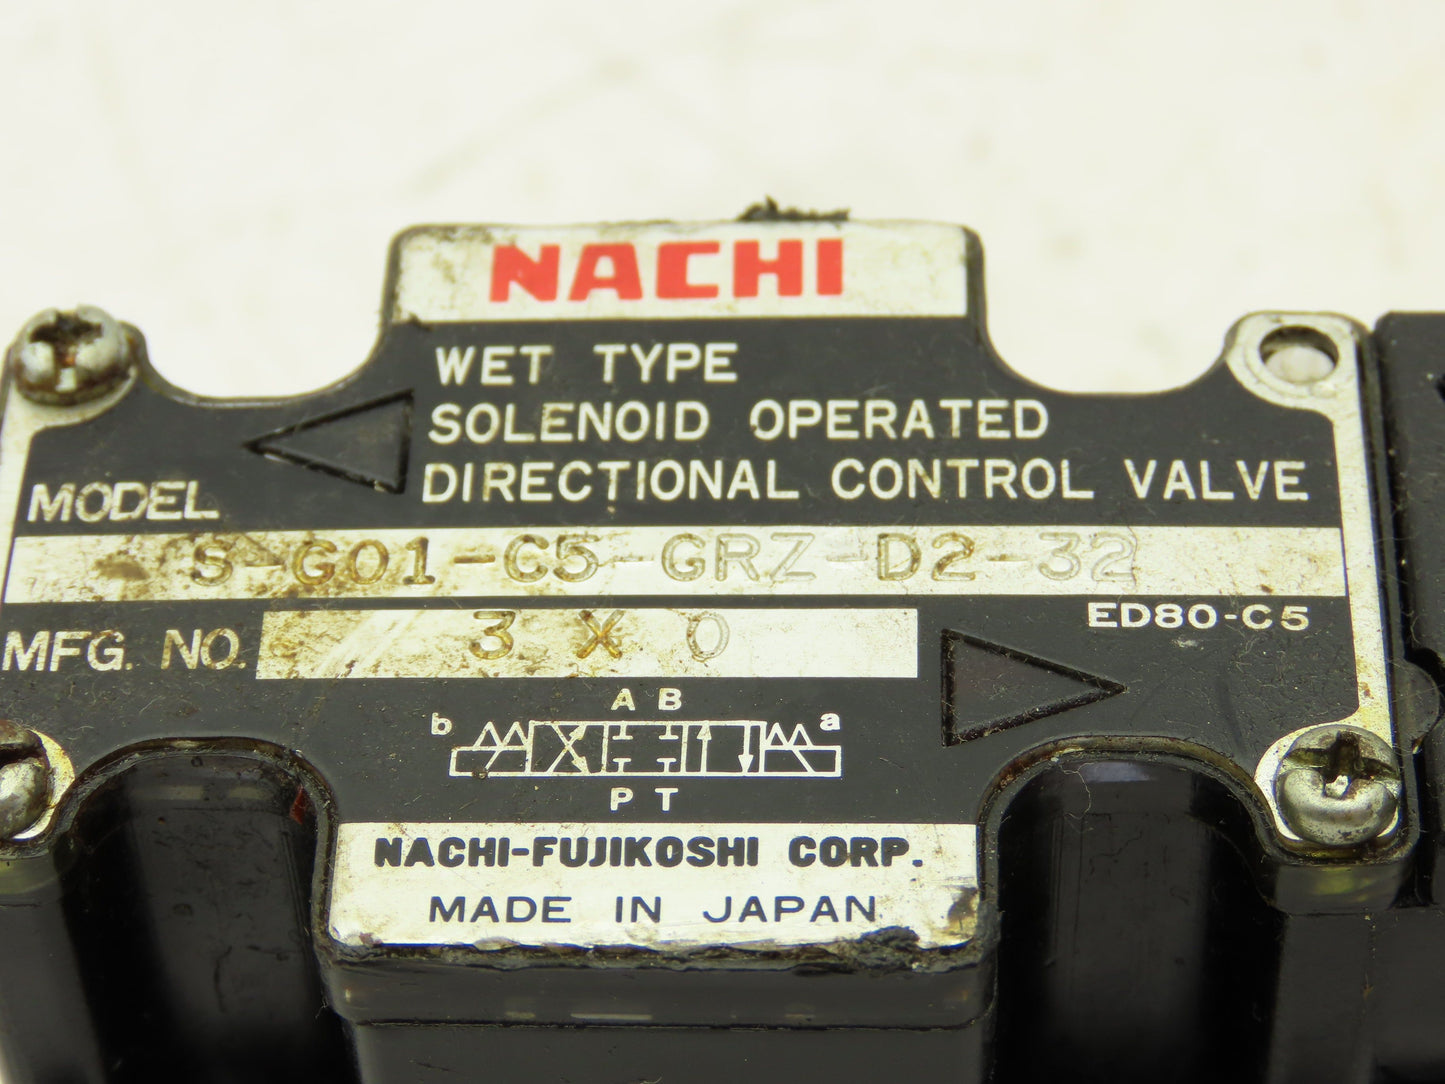 NACHI
WET TYPE
SOLENOID OPERATED
DIRECTIONAL CONTROL VALVE
MODEL
S-G01-C5-GRZ-D2-32
ED80-C5
MFG. NO. 3 X 0
A B
b a
P T
NACHI-FUJIKOSHI CORP.
MADE IN JAPAN